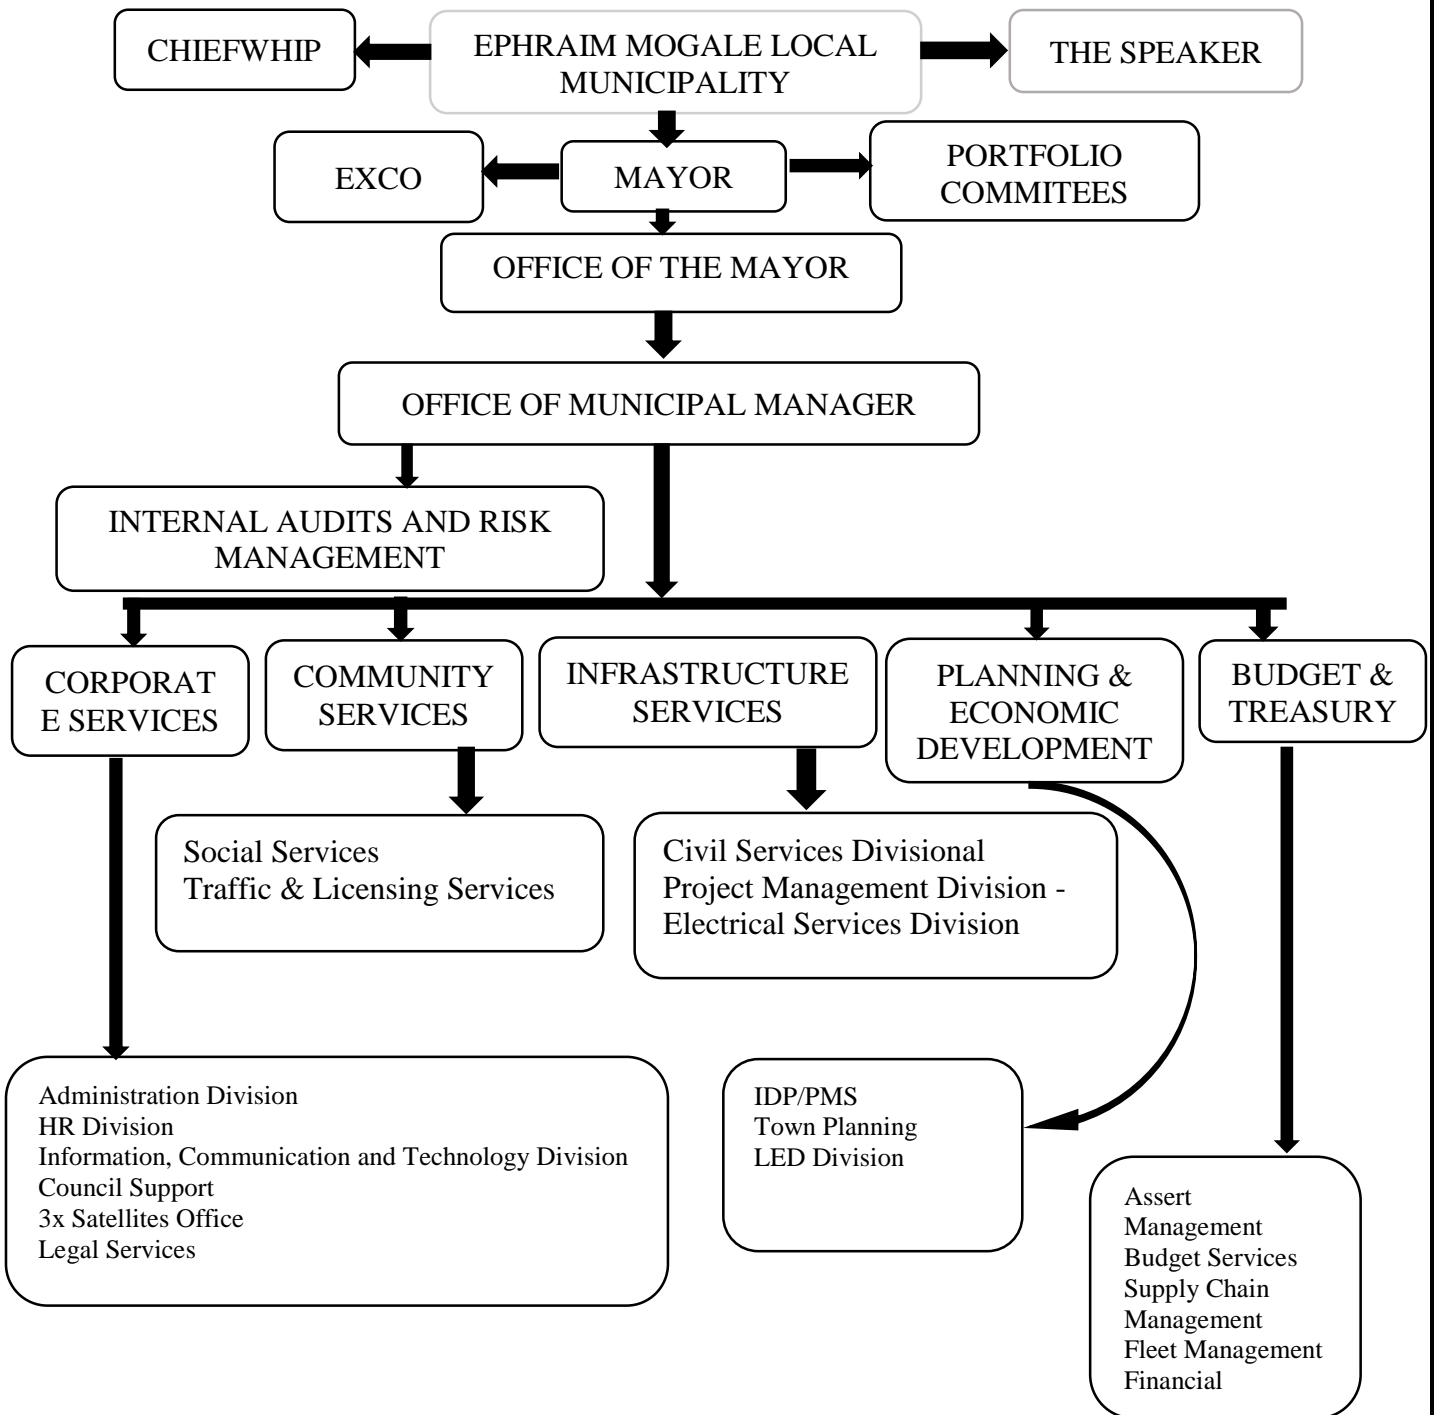 CHIEFWHIP
EPHRAIM MOGALE LOCAL
MUNICIPALITY
THE SPEAKER
EXCO
MAYOR
PORTFOLIO
COMMITEES
OFFICE OF THE MAYOR
OFFICE OF MUNICIPAL MANAGER
INTERNAL AUDITS AND RISK
MANAGEMENT
CORPORAT
E SERVICES
COMMUNITY
SERVICES
INFRASTRUCTURE
SERVICES
PLANNING &
ECONOMIC
DEVELOPMENT
BUDGET &
TREASURY
Social Services
Traffic & Licensing Services
Civil Services Divisional
Project Management Division -
Electrical Services Division
Administration Division
HR Division
Information, Communication and Technology Division
Council Support
3x Satellites Office
Legal Services
IDP/PMS
Town Planning
LED Division
Assert
Management
Budget Services
Supply Chain
Management
Fleet Management
Financial